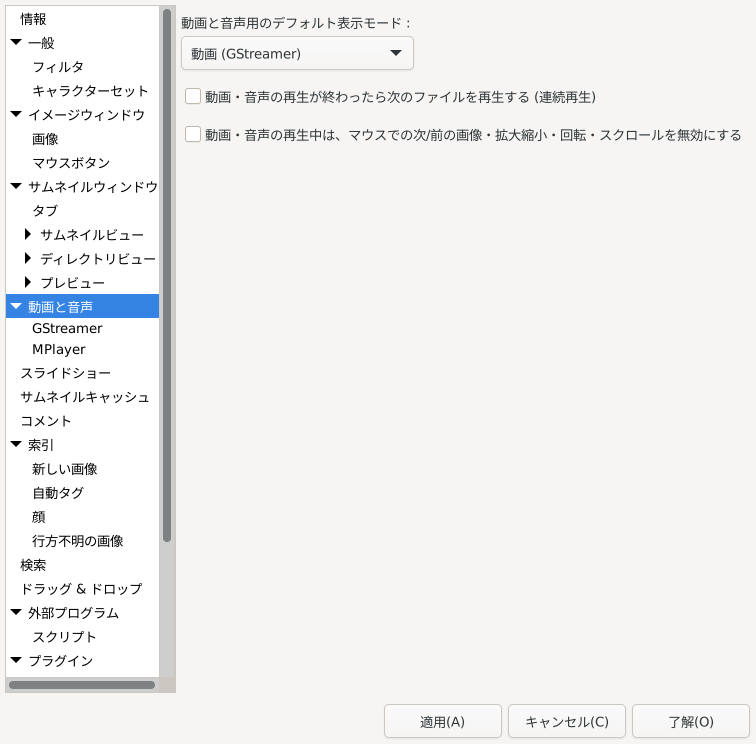 情報
一般
フィルタ
キャラクターセット
イメージウィンドウ
画像
マウスボタン
サムネイルウィンドウ
タブ
サムネイルビュー
ディレクトリビュー
プレビュー
動画と音声
GStreamer
MPlayer
スライドショー
サムネイルキャッシュ
コメント
索引
新しい画像
自動タグ
顔
行方不明の画像
検索
ドラッグ & ドロップ
外部プログラム
スクリプト
プラグイン
動画と音声用のデフォルト表示モード :
動画 (GStreamer)
動画・音声の再生が終わったら次のファイルを再生する (連続再生)
動画・音声の再生中は、マウスでの次/前の画像・拡大縮小・回転・スクロールを無効にする
適用(A)
キャンセル(C)
了解(O)